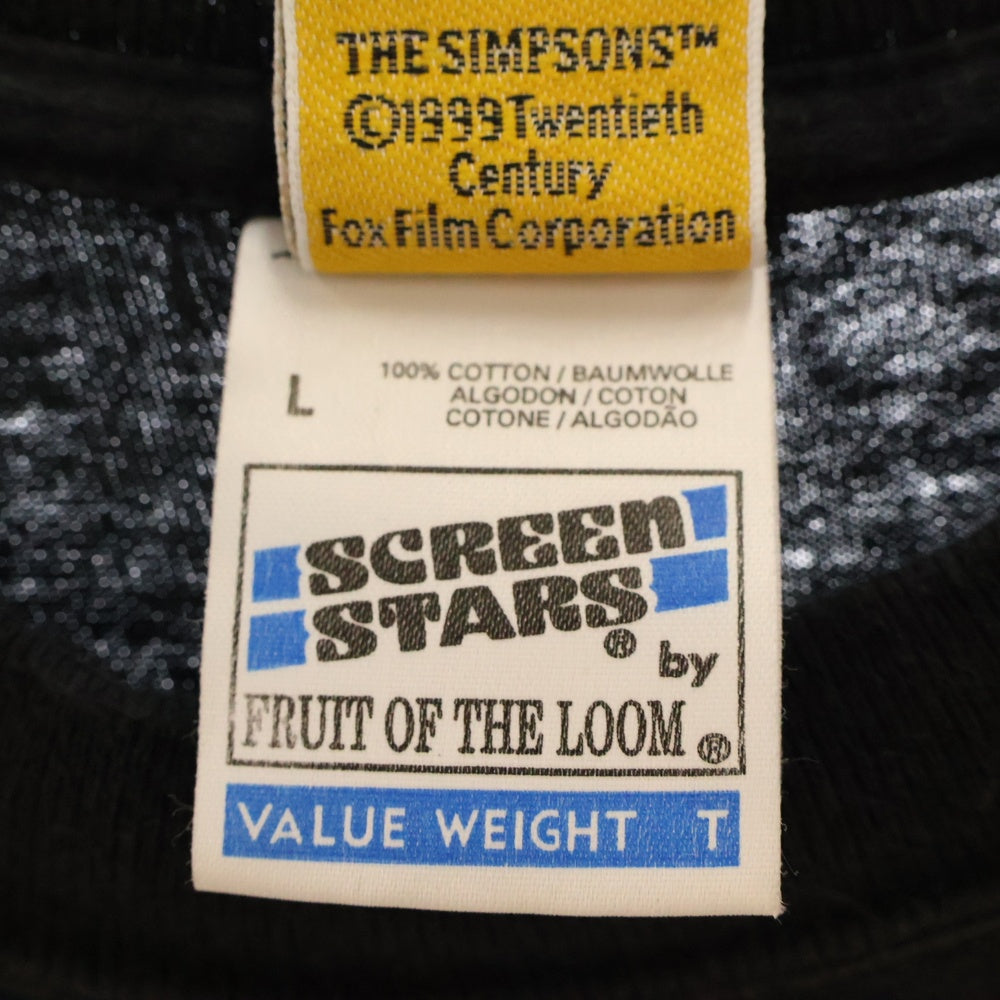 THE SIMPSONS™
©1999 Twentieth
Century
Fox Film Corporation
L
100% COTTON / BAUMWOLLE
ALGODON / COTON
COTONE / ALGODÃO
SCREEN
STARS® by
FRUIT OF THE LOOM ®
VALUE WEIGHT T